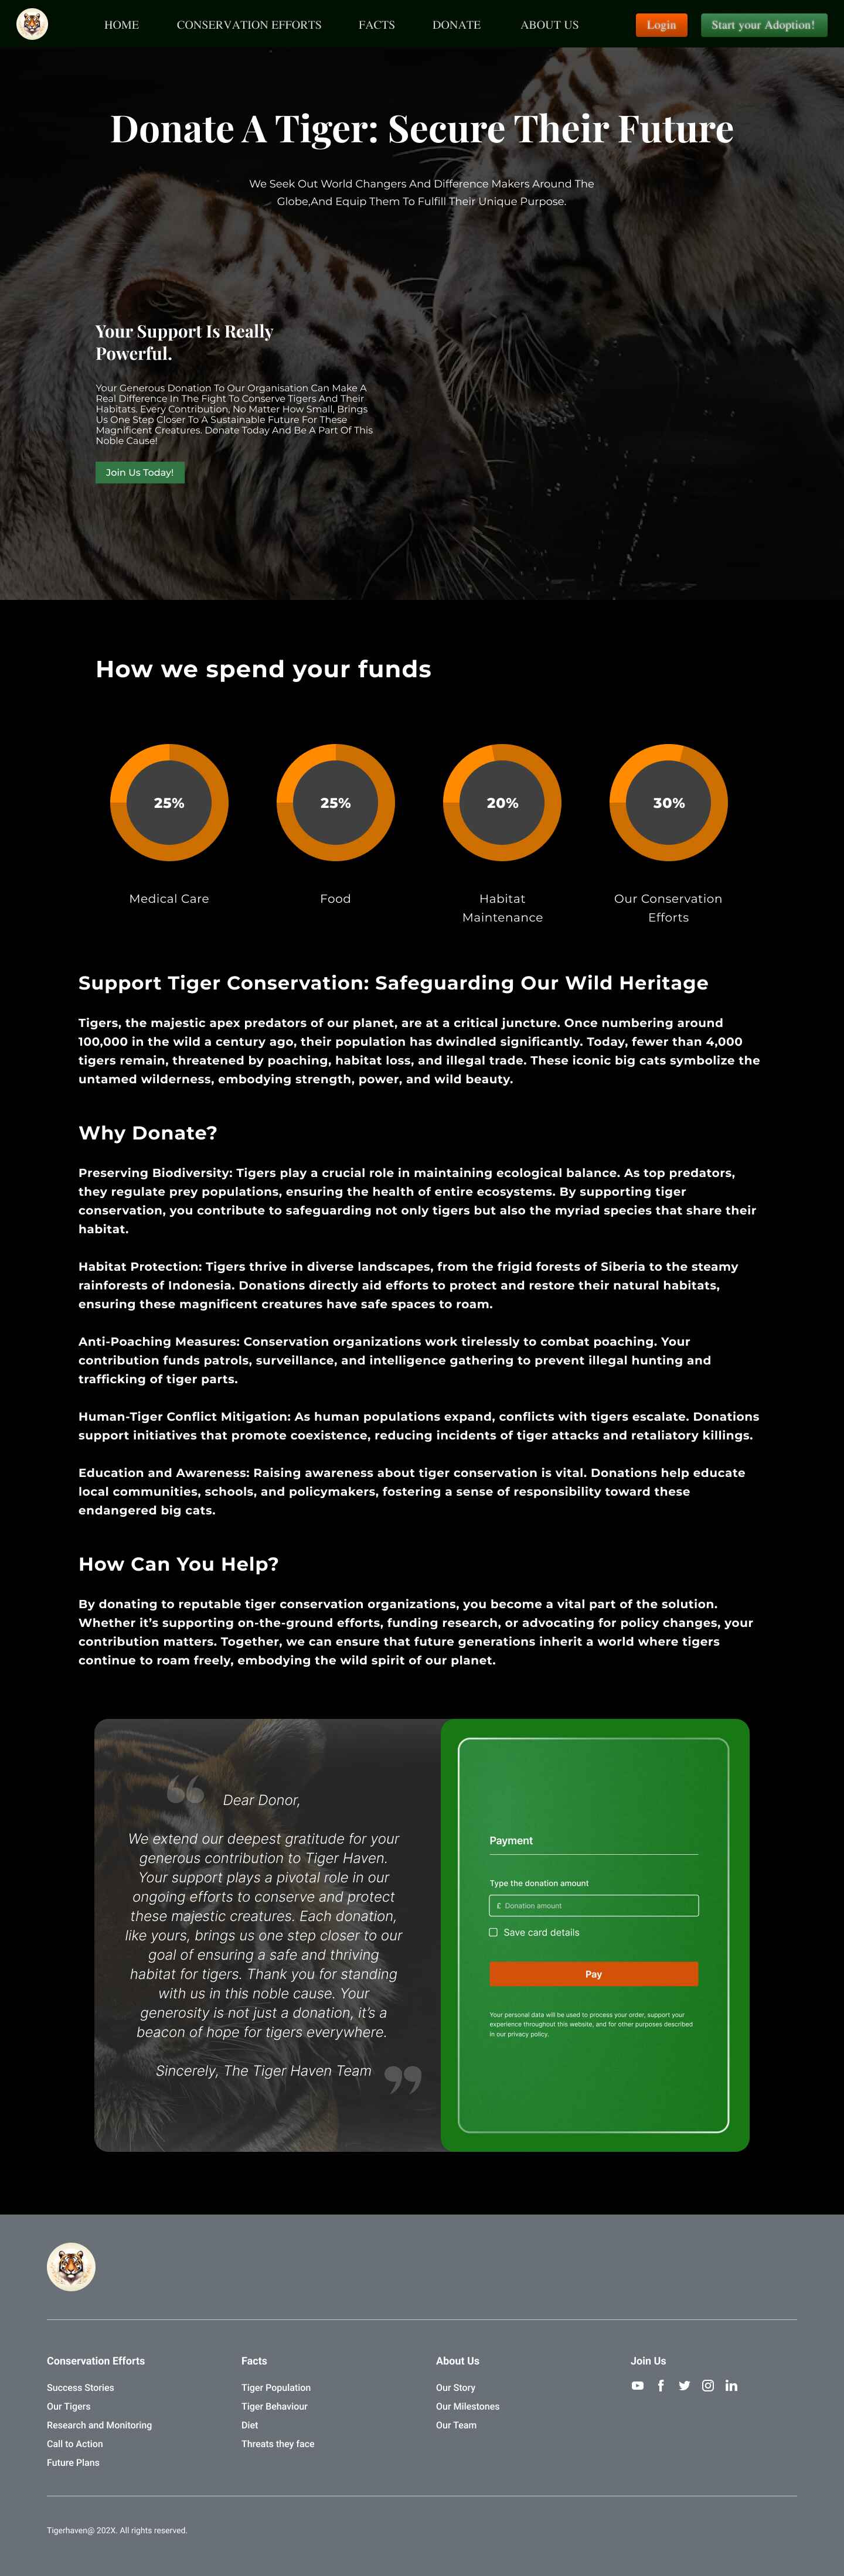 HOME CONSERVATION EFFORTS FACTS DONATE ABOUT US Login Start your Adoption!
Donate A Tiger: Secure Their Future
We Seek Out World Changers And Difference Makers Around The
Globe,And Equip Them To Fulfill Their Unique Purpose.
Your Support Is Really
Powerful.
Your Generous Donation To Our Organisation Can Make A
Real Difference In The Fight To Conserve Tigers And Their
Habitats. Every Contribution, No Matter How Small, Brings
Us One Step Closer To A Sustainable Future For These
Magnificent Creatures. Donate Today And Be A Part Of This
Noble Cause!
Join Us Today!
How we spend your funds
25% 25% 20% 30%
Medical Care Food Habitat Our Conservation
Maintenance Efforts
Support Tiger Conservation: Safeguarding Our Wild Heritage
Tigers, the majestic apex predators of our planet, are at a critical juncture. Once numbering around
100,000 in the wild a century ago, their population has dwindled significantly. Today, fewer than 4,000
tigers remain, threatened by poaching, habitat loss, and illegal trade. These iconic big cats symbolize the
untamed wilderness, embodying strength, power, and wild beauty.
Why Donate?
Preserving Biodiversity: Tigers play a crucial role in maintaining ecological balance. As top predators,
they regulate prey populations, ensuring the health of entire ecosystems. By supporting tiger
conservation, you contribute to safeguarding not only tigers but also the myriad species that share their
habitat.
Habitat Protection: Tigers thrive in diverse landscapes, from the frigid forests of Siberia to the steamy
rainforests of Indonesia. Donations directly aid efforts to protect and restore their natural habitats,
ensuring these magnificent creatures have safe spaces to roam.
Anti-Poaching Measures: Conservation organizations work tirelessly to combat poaching. Your
contribution funds patrols, surveillance, and intelligence gathering to prevent illegal hunting and
trafficking of tiger parts.
Human-Tiger Conflict Mitigation: As human populations expand, conflicts with tigers escalate. Donations
support initiatives that promote coexistence, reducing incidents of tiger attacks and retaliatory killings.
Education and Awareness: Raising awareness about tiger conservation is vital. Donations help educate
local communities, schools, and policymakers, fostering a sense of responsibility toward these
endangered big cats.
How Can You Help?
By donating to reputable tiger conservation organizations, you become a vital part of the solution.
Whether it’s supporting on-the-ground efforts, funding research, or advocating for policy changes, your
contribution matters. Together, we can ensure that future generations inherit a world where tigers
continue to roam freely, embodying the wild spirit of our planet.
“
Dear Donor,
We extend our deepest gratitude for your
generous contribution to Tiger Haven.
Your support plays a pivotal role in our
ongoing efforts to conserve and protect
these majestic creatures. Each donation,
like yours, brings us one step closer to our
goal of ensuring a safe and thriving
habitat for tigers. Thank you for standing
with us in this noble cause. Your
generosity is not just a donation, it’s a
beacon of hope for tigers everywhere.
Sincerely, The Tiger Haven Team
”
Payment
Type the donation amount
£ Donation amount
Save card details
Pay
Your personal data will be used to process your order, support your
experience throughout this website, and for other purposes described
in our privacy policy.
Conservation Efforts
Success Stories
Our Tigers
Research and Monitoring
Call to Action
Future Plans
Facts
Tiger Population
Tiger Behaviour
Diet
Threats they face
About Us
Our Story
Our Milestones
Our Team
Join Us
Tigerhaven@ 202X. All rights reserved.